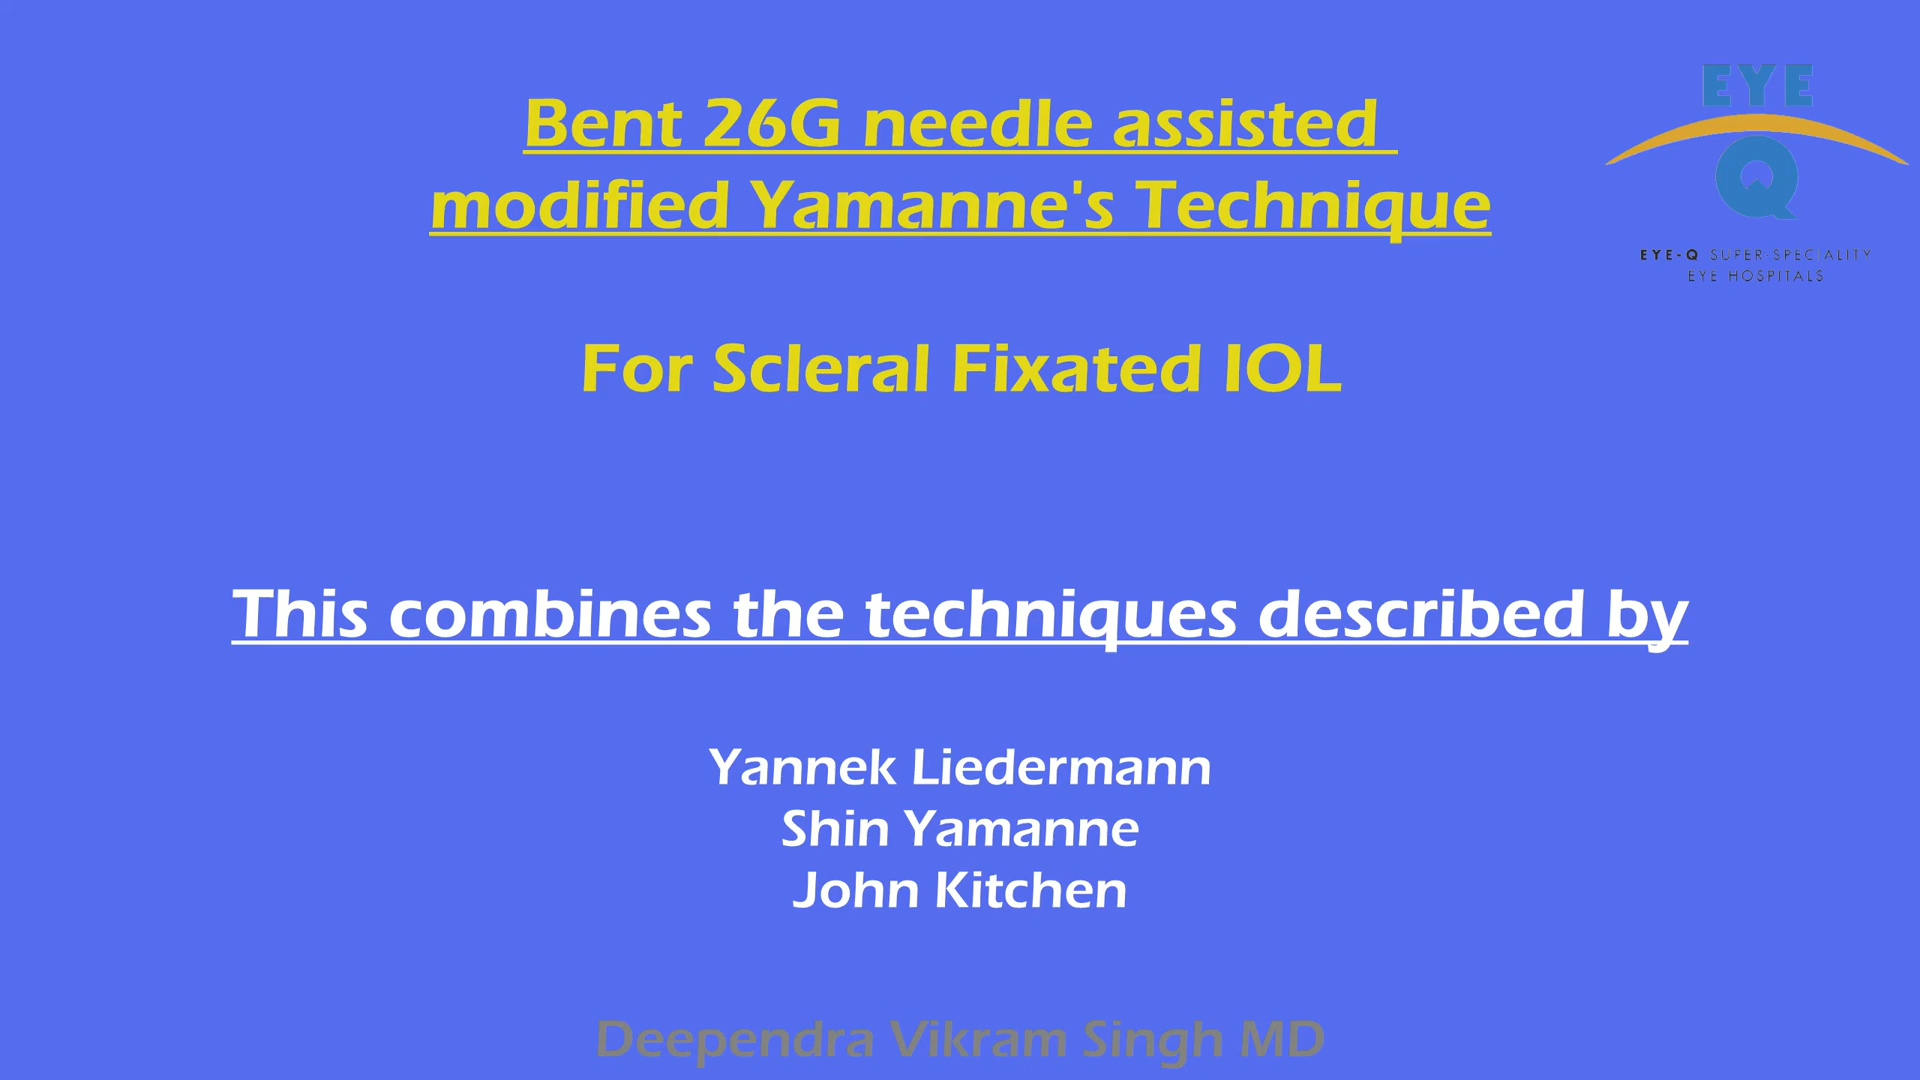 Bent 26G needle assisted
modified Yamanne's Technique
EYE
Q
EYE-Q SUPER-SPECIALITY
EYE HOSPITALS
For Scleral Fixated IOL
This combines the techniques described by
Yannek Liedermann
Shin Yamanne
John Kitchen
Deependra Vikram Singh MD